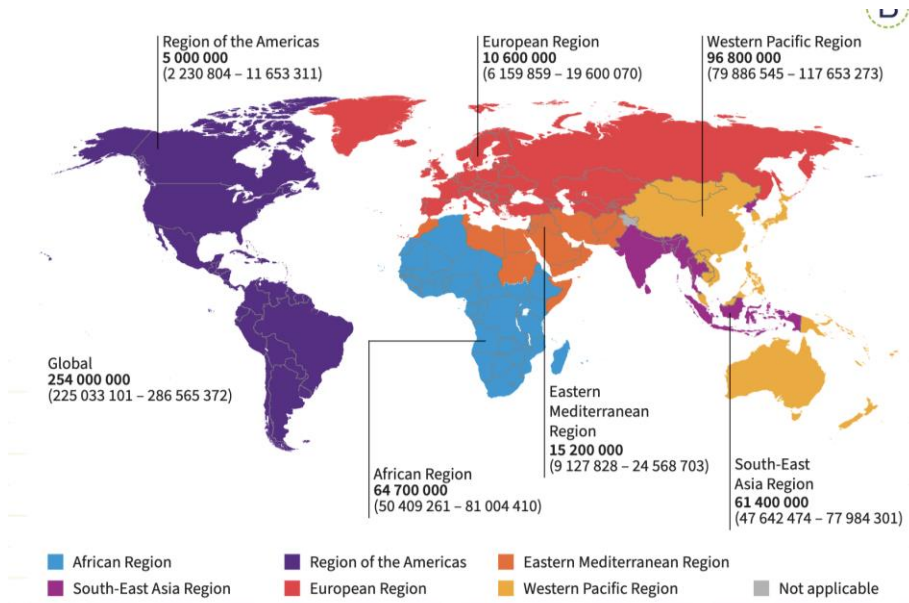 B
Region of the Americas
5 000 000
(2 230 804 – 11 653 311)
European Region
10 600 000
(6 159 859 – 19 600 070)
Western Pacific Region
96 800 000
(79 886 545 – 117 653 273)
Global
254 000 000
(225 033 101 – 286 565 372)
African Region
64 700 000
(50 409 261 – 81 004 410)
Eastern
Mediterranean
Region
15 200 000
(9 127 828 – 24 568 703)
South-East
Asia Region
61 400 000
(47 642 474 – 77 984 301)
African Region
Region of the Americas
Eastern Mediterranean Region
South-East Asia Region
European Region
Western Pacific Region
Not applicable